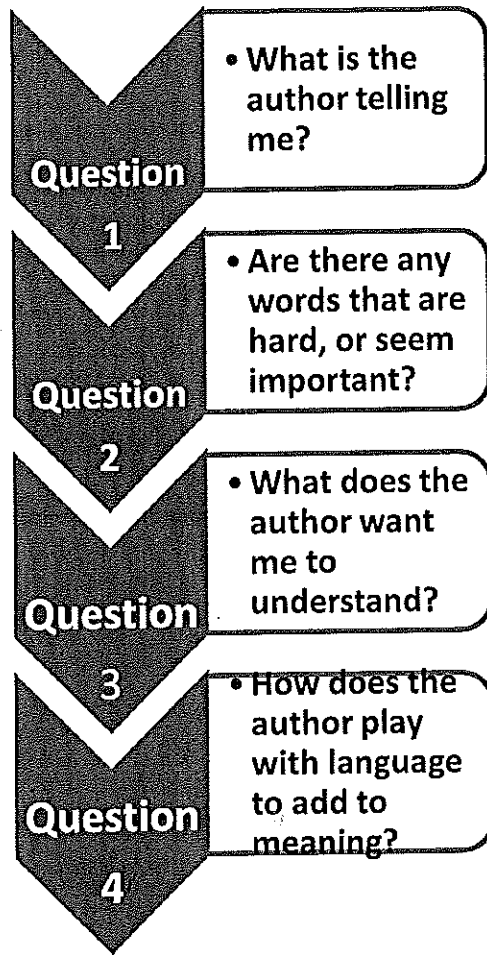 Question
1
• What is the
author telling
me?
Question
2
• Are there any
words that are
hard, or seem
important?
Question
3
• What does the
author want
me to
understand?
Question
4
• How does the
author play
with language
to add to
meaning?